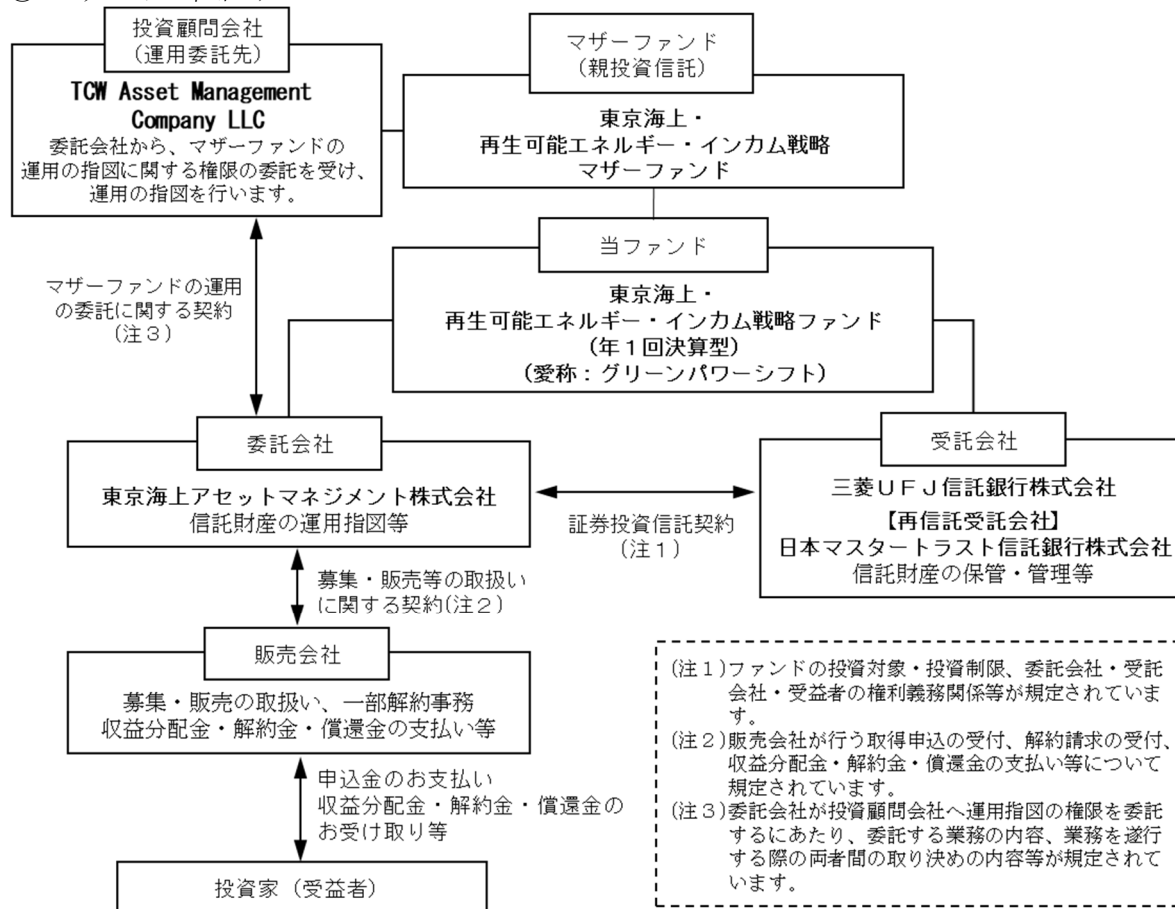 投資顧問会社
(運用委託先)
TCW Asset Management
Company LLC
委託会社から、マザーファンドの
運用の指図に関する権限の委託を受け、
運用の指図を行います。
マザーファンド
(親投資信託)
東京海上・
再生可能エネルギー・インカム戦略
マザーファンド
当ファンド
東京海上・
再生可能エネルギー・インカム戦略ファンド
(年1回決算型)
(愛称:グリーンパワーシフト)
マザーファンドの運用
の委託に関する契約
(注3)
委託会社
東京海上アセットマネジメント株式会社
信託財産の運用指図等
証券投資信託契約
(注1)
受託会社
三菱UFJ信託銀行株式会社
【再信託受託会社】
日本マスタートラスト信託銀行株式会社
信託財産の保管・管理等
募集・販売等の取扱い
に関する契約(注2)
販売会社
募集・販売の取扱い、一部解約事務
収益分配金・解約金・償還金の支払い等
申込金のお支払い
収益分配金・解約金・償還金の
お受け取り等
投資家(受益者)
(注1)ファンドの投資対象・投資制限、委託会社・受託
会社・受益者の権利義務関係等が規定されていま
す。
(注2)販売会社が行う取得申込の受付、解約請求の受付、
収益分配金・解約金・償還金の支払い等について
規定されています。
(注3)委託会社が投資顧問会社へ運用指図の権限を委託
するにあたり、委託する業務の内容、業務を遂行
する際の両者間の取り決めの内容等が規定されて
います。